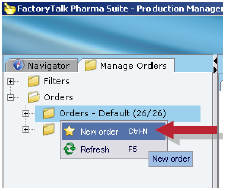 FactoryTalk Pharma Suite - Production Manager
Navigator Manage Orders
Filters
Orders
Orders - Default (26/26)
New order Ctrl-N
Refresh F5
New order